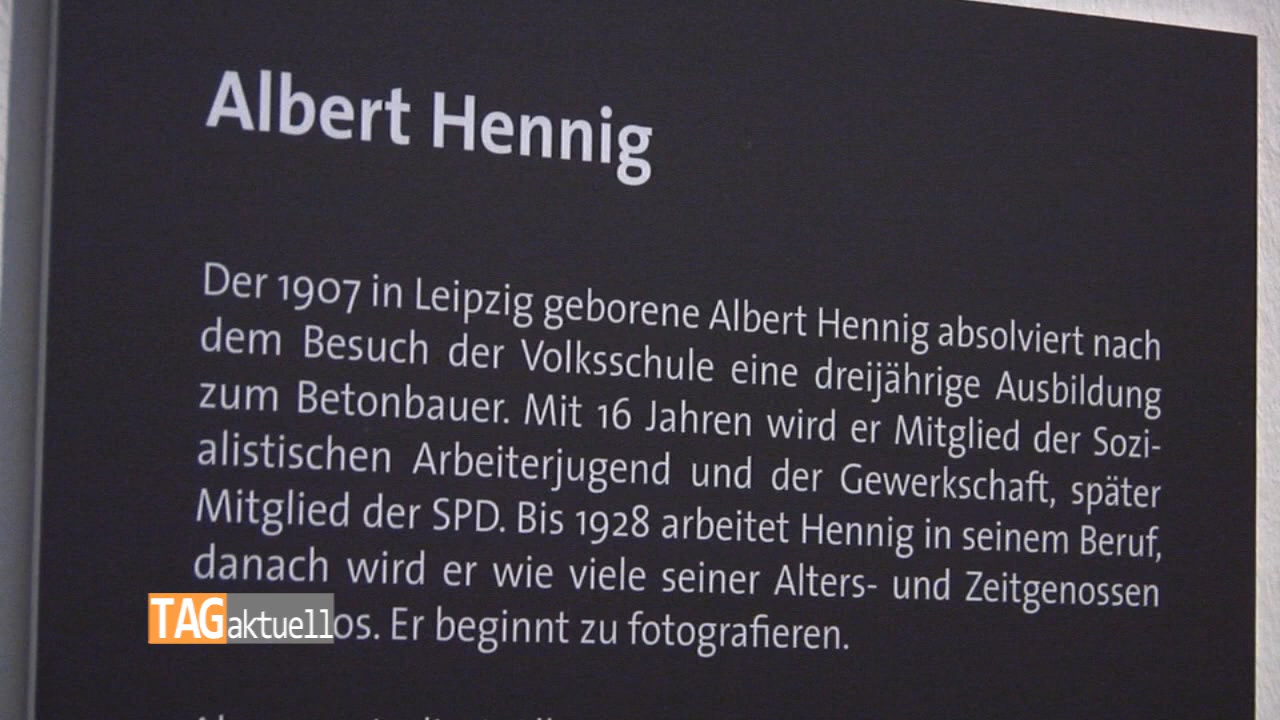 Albert Hennig
Der 1907 in Leipzig geborene Albert Hennig absolviert nach
dem Besuch der Volksschule eine dreijährige Ausbildung
zum Betonbauer. Mit 16 Jahren wird er Mitglied der Sozi-
alistischen Arbeiterjugend und der Gewerkschaft, später
Mitglied der SPD. Bis 1928 arbeitet Hennig in seinem Beruf,
danach wird er wie viele seiner Alters- und Zeitgenossen
os. Er beginnt zu fotografieren.
TAG aktuell